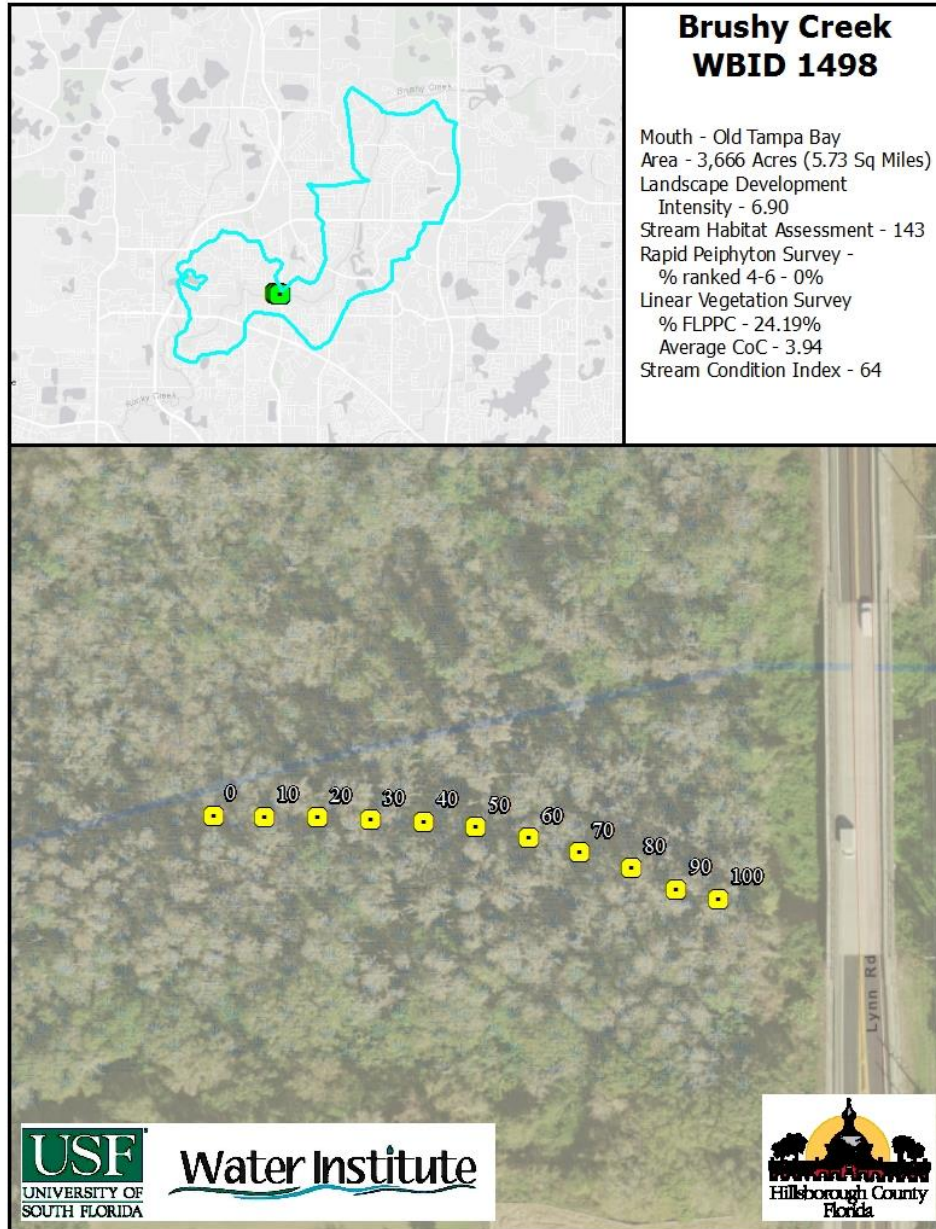 Brushy Creek
WBID 1498
Mouth - Old Tampa Bay
Area - 3,666 Acres (5.73 Sq Miles)
Landscape Development
Intensity - 6.90
Stream Habitat Assessment - 143
Rapid Peiphyton Survey -
% ranked 4-6 - 0%
Linear Vegetation Survey
% FLPPC - 24.19%
Average CoC - 3.94
Stream Condition Index - 64
Brushy Creek
Rocky Creek
0
10
20
30
40
50
60
70
80
90
100
Lynn Rd
USF
UNIVERSITY OF
SOUTH FLORIDA
Water Institute
Hillsborough County
Florida